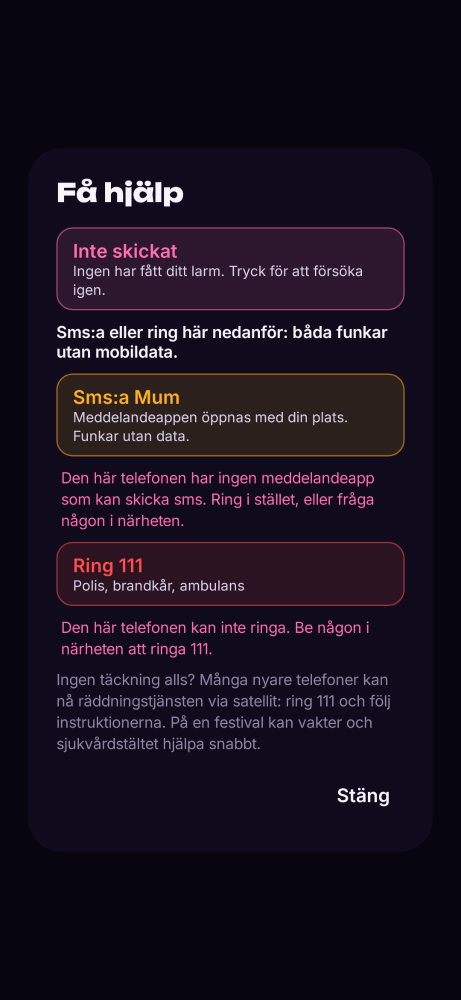 Få hjälp
Inte skickat
Ingen har fått ditt larm. Tryck för att försöka
igen.
Sms:a eller ring här nedanför: båda funkar
utan mobildata.
Sms:a Mum
Meddelandeappen öppnas med din plats.
Funkar utan data.
Den här telefonen har ingen meddelandeapp
som kan skicka sms. Ring i stället, eller fråga
någon i närheten.
Ring 111
Polis, brandkår, ambulans
Den här telefonen kan inte ringa. Be någon i
närheten att ringa 111.
Ingen täckning alls? Många nyare telefoner kan
nå räddningstjänsten via satellit: ring 111 och följ
instruktionerna. På en festival kan vakter och
sjukvårdstältet hjälpa snabbt.
Stäng